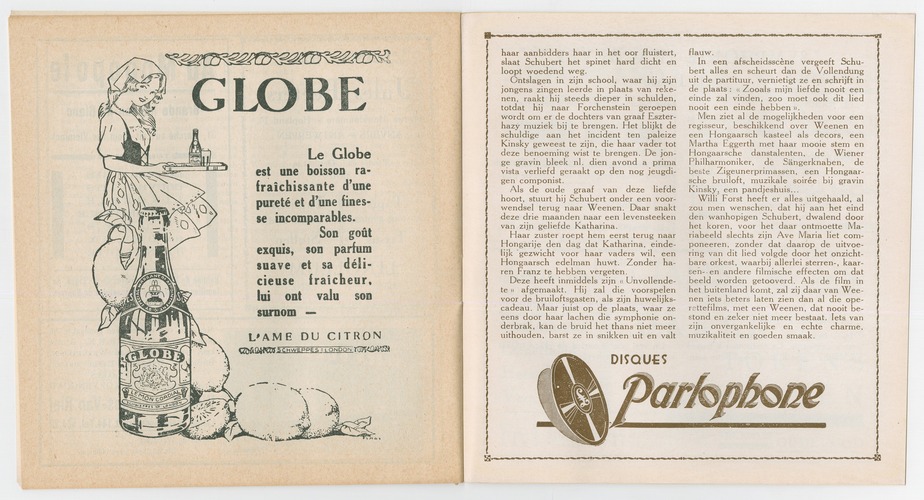 GLOBE
Le Globe
est une boisson ra-
fraîchissante d'une
pureté et d'une fines-
se incomparables.
Son goût
exquis, son parfum
suave et sa déli-
cieuse fraîcheur,
lui ont valu son
surnom —
L'AME DU CITRON
SCHWEPPES LONDON
GLOBE
LEMON CORDIAL
haar aanbidders haar in het oor fluistert,
slaat Schubert het spinet hard dicht en
loopt woedend weg.
Ontslagen in zijn school, waar hij zijn
jongens zingen leerde in plaats van reke-
nen, raakt hij steeds dieper in schulden,
totdat hij naar Forchenstein geroepen
wordt om er de dochters van graaf Eszter-
hazy muziek bij te brengen. Het blijkt de
schuldige aan het incident ten paleize
Kinsky geweest te zijn, die haar vader tot
deze benoeming wist te brengen. De jon-
ge gravin bleek nl. dien avond a prima
vista verliefd geraakt op den nog jeugdi-
gen componist.
Als de oude graaf van deze liefde
hoort, stuurt hij Schubert onder een voor-
wendsel terug naar Weenen. Daar snakt
deze drie maanden naar een levensteeken
van zijn geliefde Katharina.
Haar zuster roept hem eerst terug naar
Hongarije den dag dat Katharina, einde-
lijk gezwicht voor haar vaders wil, een
Hongaarsch edelman huwt. Zonder ha-
ren Franz te hebben vergeten.
Deze heeft inmiddels zijn « Unvollende-
te » afgemaakt. Hij zal die voorspelen
voor de bruiloftsgasten, als zijn huwelijks-
cadeau. Maar juist op de plaats, waar ze
eens door haar lachen die symphonie on-
derbrak, kan de bruid het thans niet meer
uithouden, barst ze in snikken uit en valt
flauw.
In een afscheidsscène vergeeft Schu-
bert alles en scheurt dan de Vollendung
uit de partituur, vernietigt ze en schrijft in
de plaats : « Zooals mijn liefde nooit een
einde zal vinden, zoo moet ook dit lied
nooit een einde hebben ».
Men ziet al de mogelijkheden voor een
regisseur, beschikkend over Weenen en
een Hongaarsch kasteel als decors, een
Martha Eggerth met haar mooie stem en
Hongaarsche danstalenten, de Wiener
Philharmoniker, de Sängerknaben, de
beste Zigeunerprimassen, een Hongaar-
sche bruiloft, muzikale soirée bij gravin
Kinsky, een pandjeshuis...
Willi Forst heeft er alles uitgehaald, al
zou men wenschen, dat hij aan het eind
den wanhopigen Schubert, dwalend door
het koren, voor het daar ontmoette Ma-
riabeeld slechts zijn Ave Maria liet com-
poneeren, zonder dat daarop de uitvoe-
ring van dit lied volgde door het onzicht-
bare orkest, waarbij allerlei sterren-, kaar-
sen- en andere filmische effecten om dat
beeld worden getooverd. Als de film in
het buitenland komt, zal zij daar van Wee-
nen iets beters laten zien dan al die ope-
rettefilms, met een Weenen, dat nooit be-
stond en zeker niet meer bestaat. Iets van
zijn onvergankelijke en echte charme,
muzikaliteit en goeden smaak.
DISQUES
Parlophone